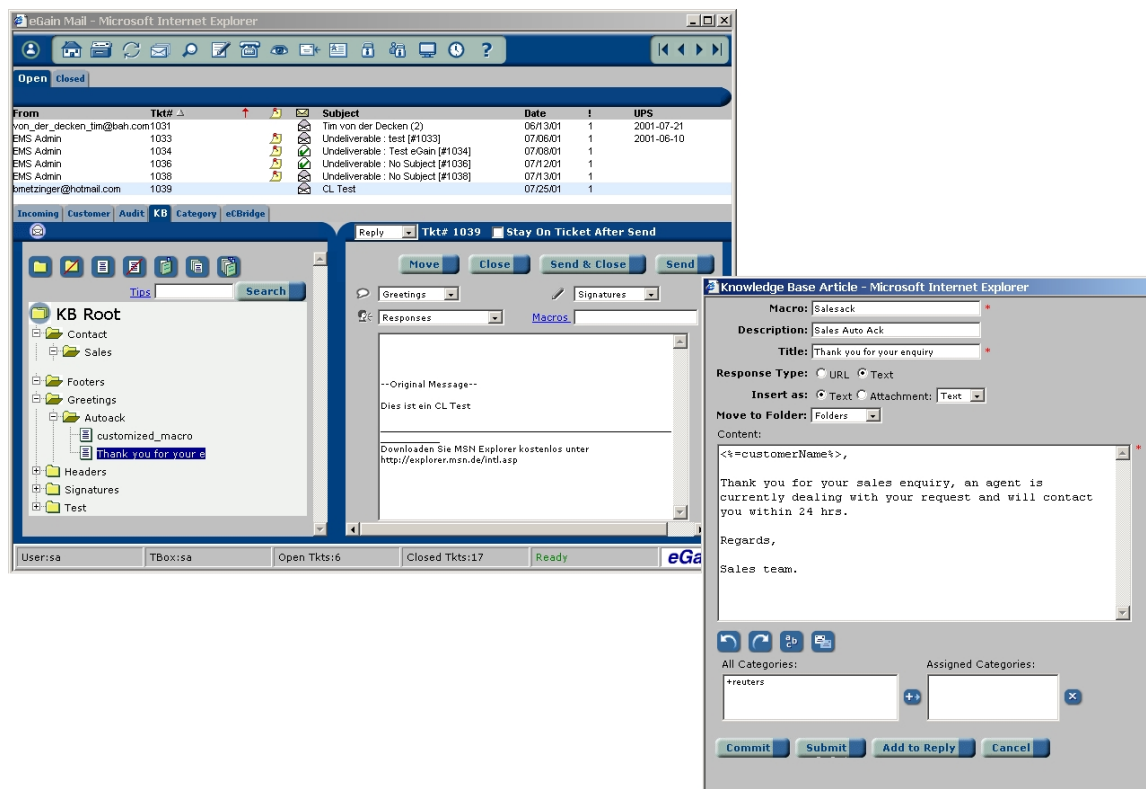 eGain Mail - Microsoft Internet Explorer
Open Closed
From Tkt# Subject Date ! UPS
von_der_decken_tim@bah.com 1031 Tim von der Decken (2) 06/13/01 1 2001-07-21
EMS Admin 1033 Undeliverable : test [#1033] 07/06/01 1 2001-06-10
EMS Admin 1034 Undeliverable : Test eGain [#1034] 07/08/01 1
EMS Admin 1036 Undeliverable : No Subject [#1036] 07/12/01 1
EMS Admin 1038 Undeliverable : No Subject [#1038] 07/13/01 1
bmetzinger@hotmail.com 1039 CL Test 07/25/01 1
Incoming Customer Audit KB Category eCBridge
Reply Tkt# 1039 Stay On Ticket After Send
Move Close Send & Close Send
Tips Search
Greetings Signatures
Responses Macros
KB Root
Contact
Sales
Footers
Greetings
Autoack
customized_macro
Thank you for your e
Headers
Signatures
Test
--Original Message--
Dies ist ein CL Test
Downloaden Sie MSN Explorer kostenlos unter
http://explorer.msn.de/intl.asp
User:sa TBox:sa Open Tkts:6 Closed Tkts:17 Ready eGa
Knowledge Base Article - Microsoft Internet Explorer
Macro: Salesack *
Description: Sales Auto Ack
Title: Thank you for your enquiry *
Response Type: URL Text
Insert as: Text Attachment: Text
Move to Folder: Folders
Content:
<%=customerName%>, *
Thank you for your sales enquiry, an agent is
currently dealing with your request and will contact
you within 24 hrs.
Regards,
Sales team.
All Categories: Assigned Categories:
+reuters
Commit Submit Add to Reply Cancel